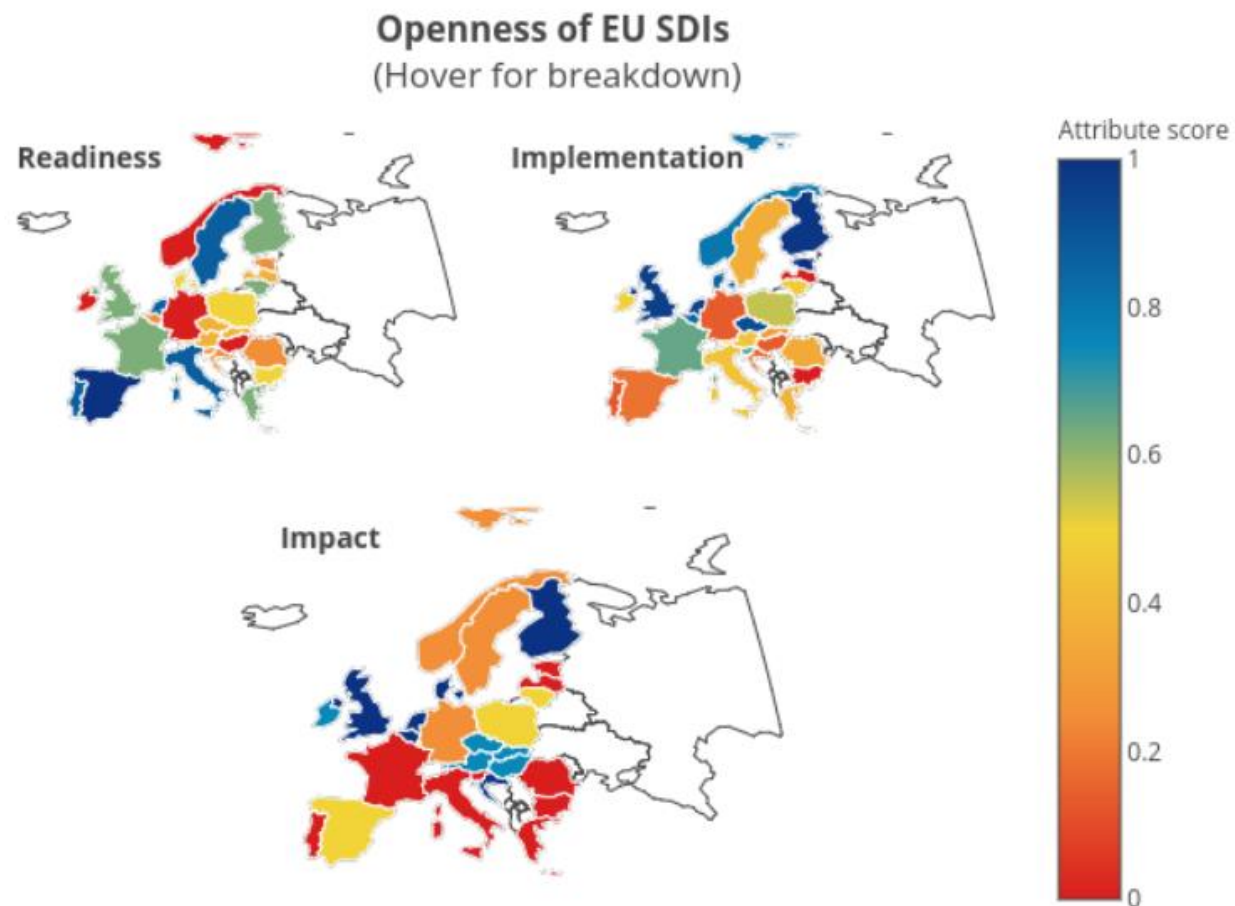 Openness of EU SDIs
(Hover for breakdown)
Readiness
Implementation
Impact
Attribute score
1
0.8
0.6
0.4
0.2
0